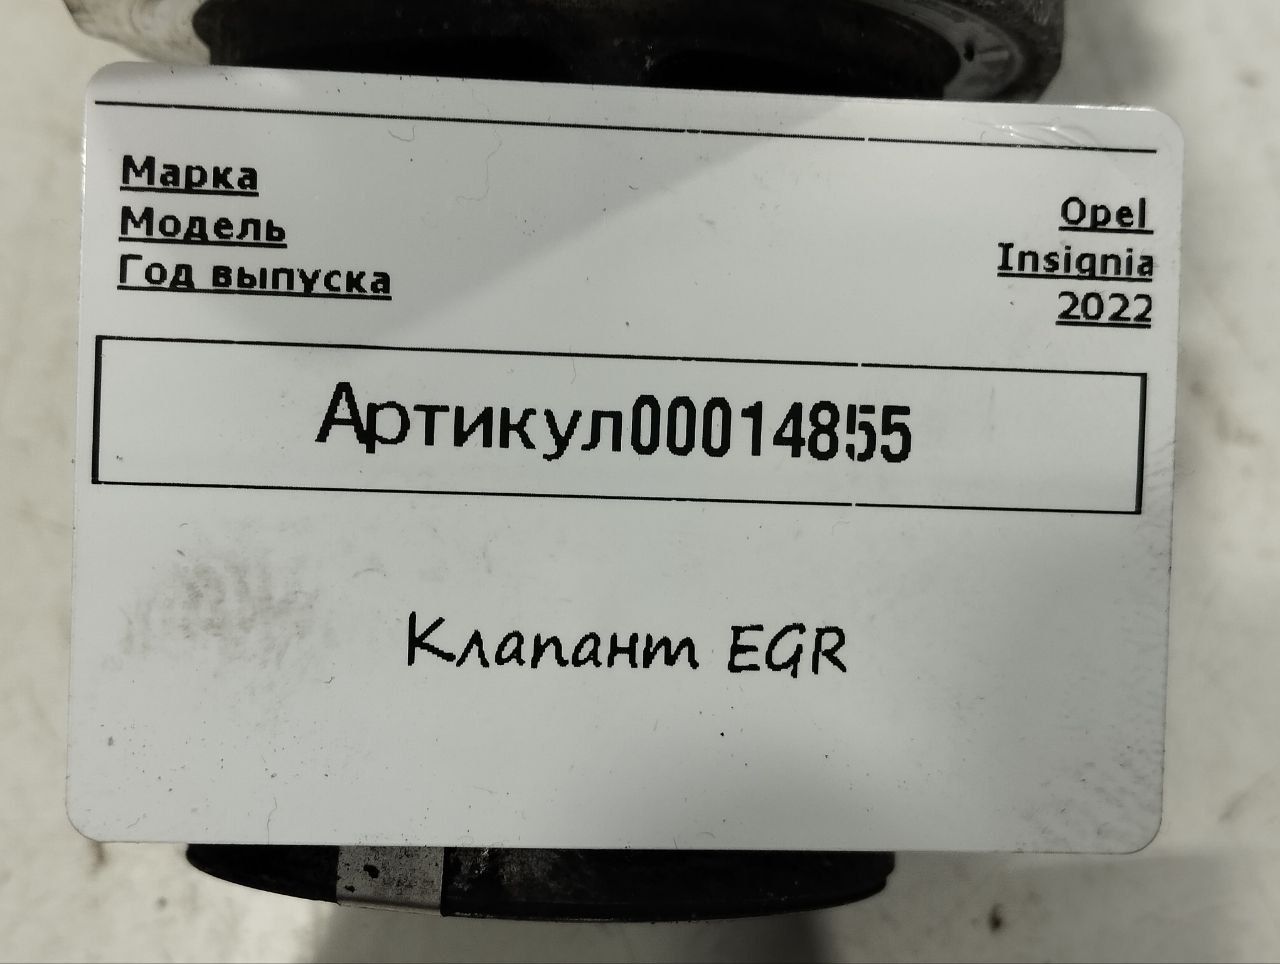 Марка
Модель
Год выпуска
Opel
Insignia
2022
Артикул00014855
Клапант EGR